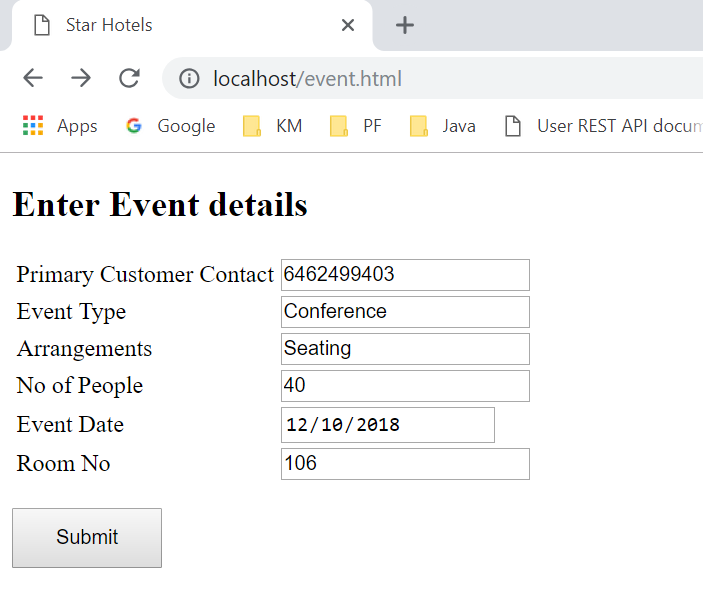 Star Hotels
localhost/event.html
Apps Google KM PF Java User REST API docum
Enter Event details
Primary Customer Contact 6462499403
Event Type Conference
Arrangements Seating
No of People 40
Event Date 12/10/2018
Room No 106
Submit